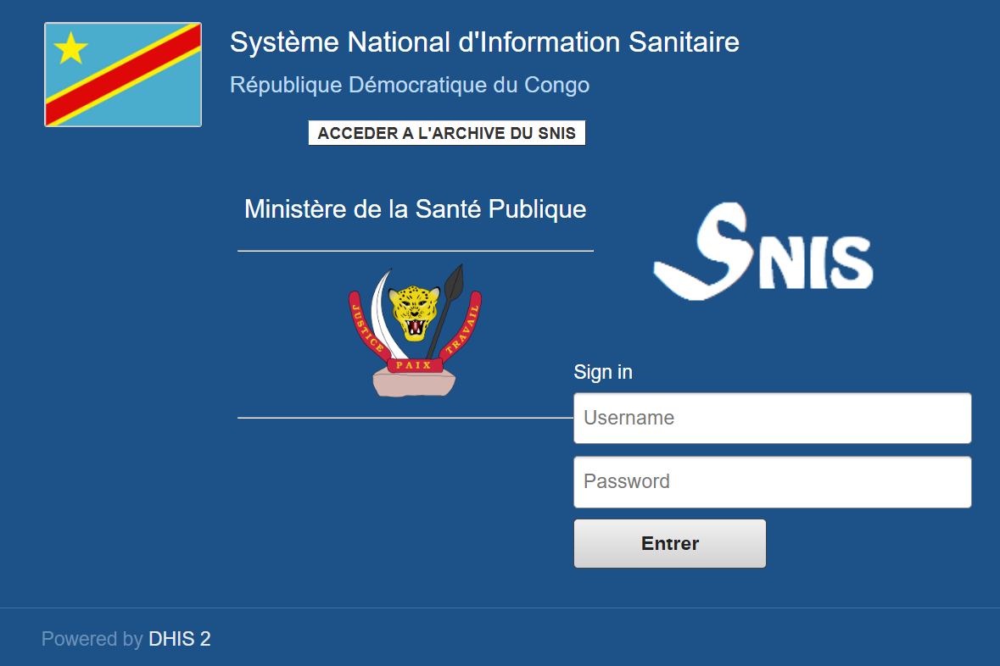 Système National d'Information Sanitaire
République Démocratique du Congo
ACCEDER A L'ARCHIVE DU SNIS
Ministère de la Santé Publique
SNIS
JUSTICE
PAIX
TRAVAIL
Sign in
Username
Password
Entrer
Powered by DHIS 2